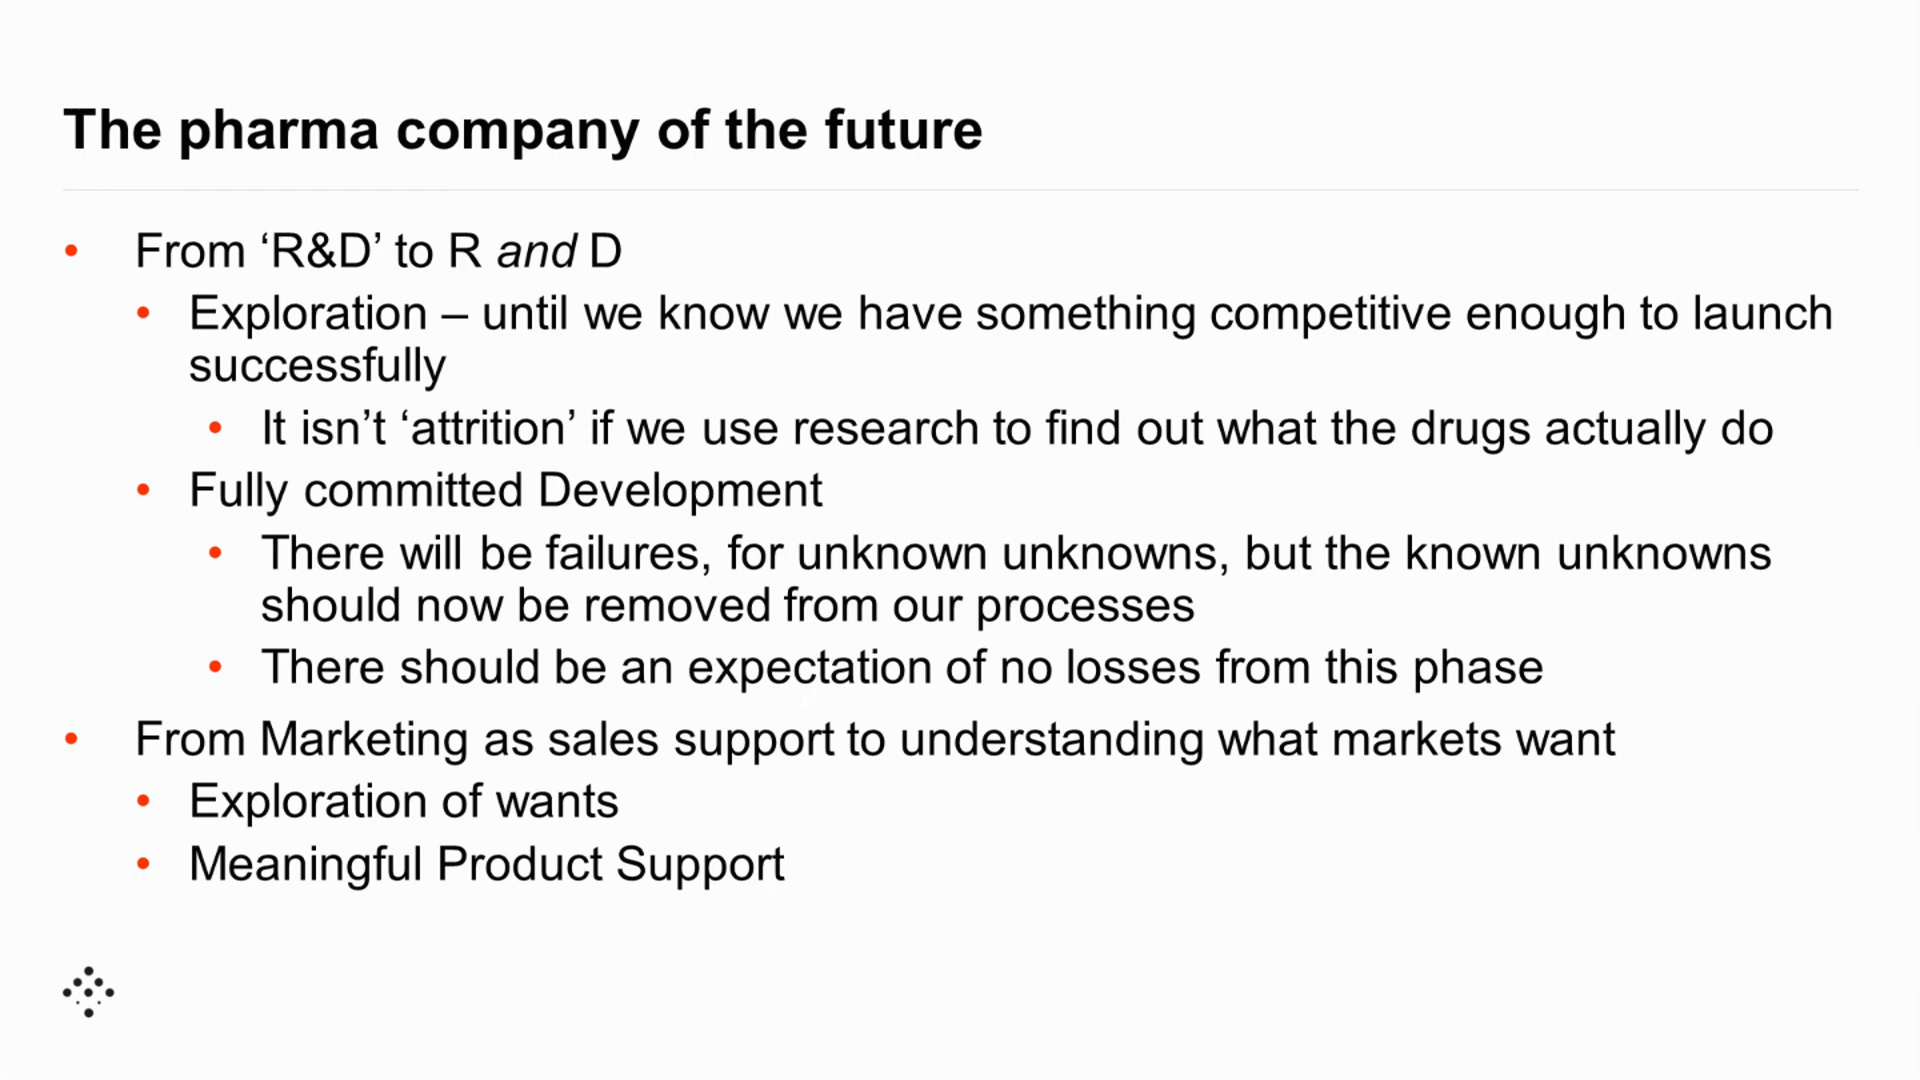 The pharma company of the future
• From ‘R&D’ to R and D
• Exploration – until we know we have something competitive enough to launch
successfully
• It isn’t ‘attrition’ if we use research to find out what the drugs actually do
• Fully committed Development
• There will be failures, for unknown unknowns, but the known unknowns
should now be removed from our processes
• There should be an expectation of no losses from this phase
• From Marketing as sales support to understanding what markets want
• Exploration of wants
• Meaningful Product Support